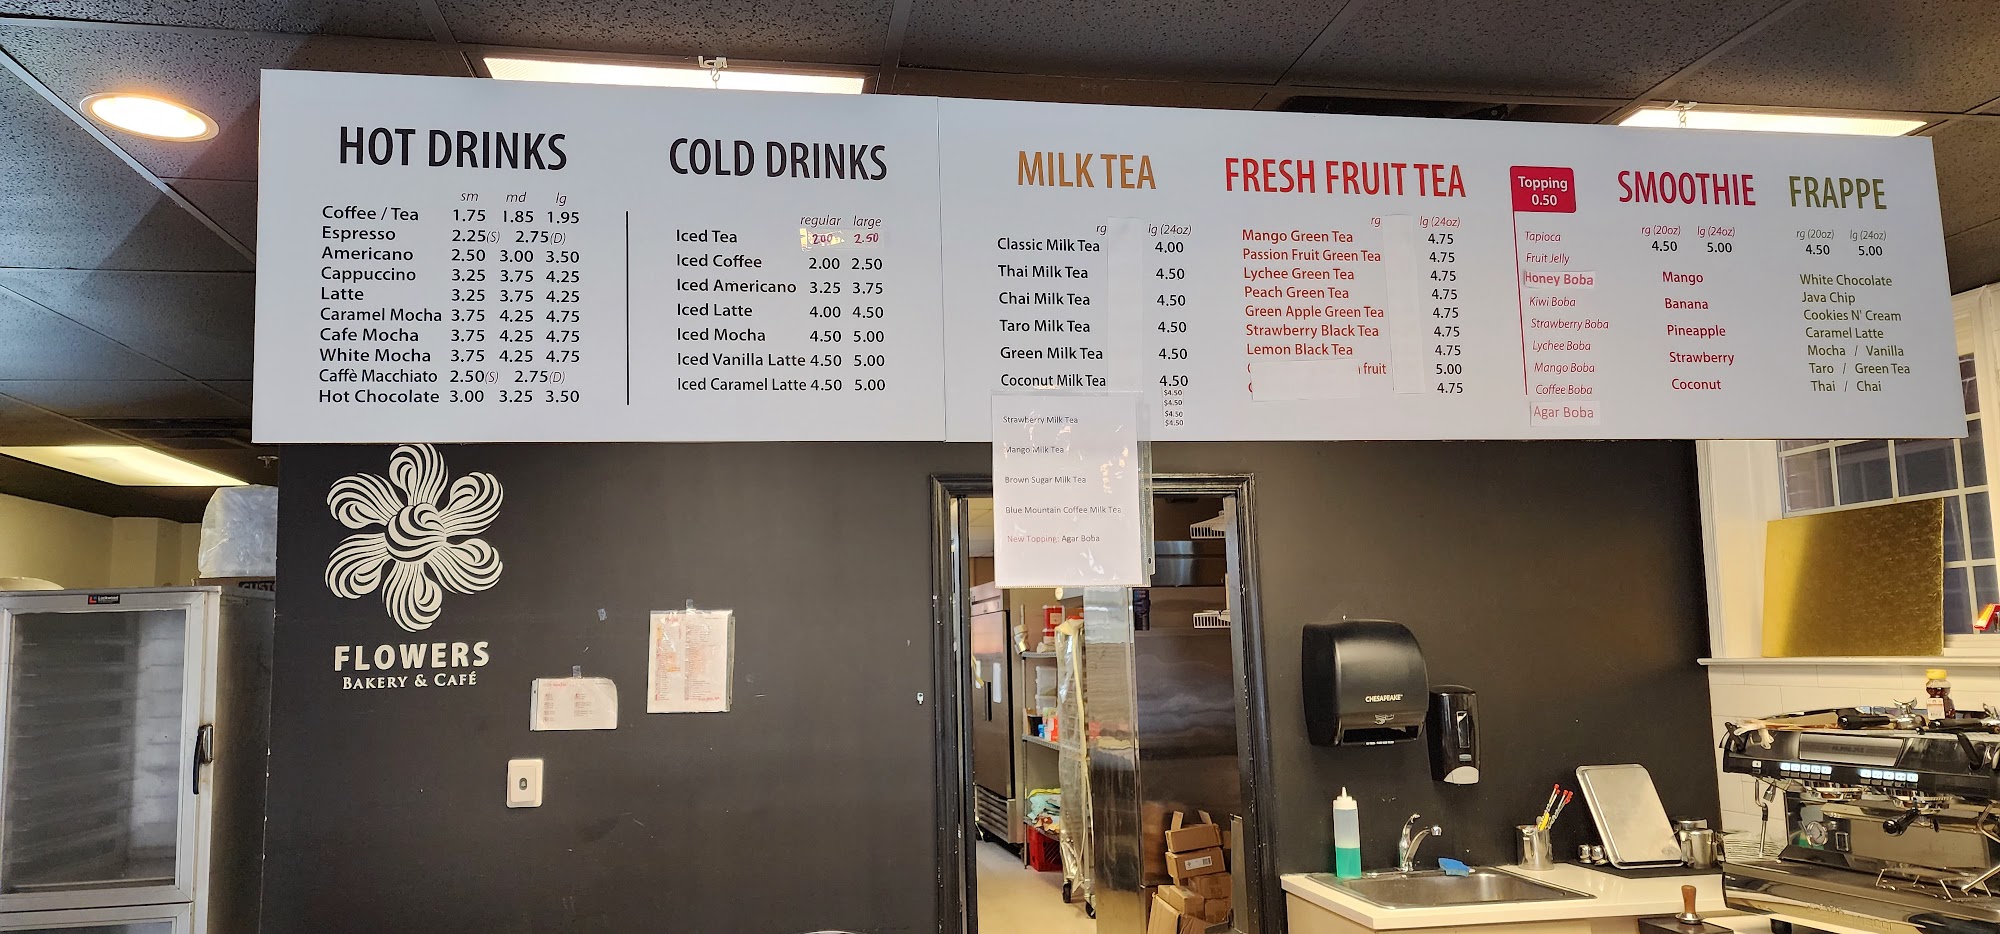 HOT DRINKS
sm md lg
Coffee / Tea 1.75 1.85 1.95
Espresso 2.25(S) 2.75(D)
Americano 2.50 3.00 3.50
Cappuccino 3.25 3.75 4.25
Latte 3.25 3.75 4.25
Caramel Mocha 3.75 4.25 4.75
Cafe Mocha 3.75 4.25 4.75
White Mocha 3.75 4.25 4.75
Caffè Macchiato 2.50(S) 2.75(D)
Hot Chocolate 3.00 3.25 3.50
COLD DRINKS
regular large
Iced Tea 2.00 2.50
Iced Coffee 2.00 2.50
Iced Americano 3.25 3.75
Iced Latte 4.00 4.50
Iced Mocha 4.50 5.00
Iced Vanilla Latte 4.50 5.00
Iced Caramel Latte 4.50 5.00
MILK TEA
rg lg (24oz)
Classic Milk Tea 4.00
Thai Milk Tea 4.50
Chai Milk Tea 4.50
Taro Milk Tea 4.50
Green Milk Tea 4.50
Coconut Milk Tea 4.50
$4.50
$4.50
$4.50
$4.50
Strawberry Milk Tea
Mango Milk Tea
Brown Sugar Milk Tea
Blue Mountain Coffee Milk Tea
New Topping: Agar Boba
FRESH FRUIT TEA
rg lg (24oz)
Mango Green Tea 4.75
Passion Fruit Green Tea 4.75
Lychee Green Tea 4.75
Peach Green Tea 4.75
Green Apple Green Tea 4.75
Strawberry Black Tea 4.75
Lemon Black Tea 4.75
fruit 5.00
4.75
Topping
0.50
Tapioca
Fruit Jelly
Honey Boba
Kiwi Boba
Strawberry Boba
Lychee Boba
Mango Boba
Coffee Boba
Agar Boba
SMOOTHIE
rg (20oz) lg (24oz)
4.50 5.00
Mango
Banana
Pineapple
Strawberry
Coconut
FRAPPE
rg (20oz) lg (24oz)
4.50 5.00
White Chocolate
Java Chip
Cookies N' Cream
Caramel Latte
Mocha / Vanilla
Taro / Green Tea
Thai / Chai
FLOWERS
BAKERY & CAFÉ
CHESAPEAKE